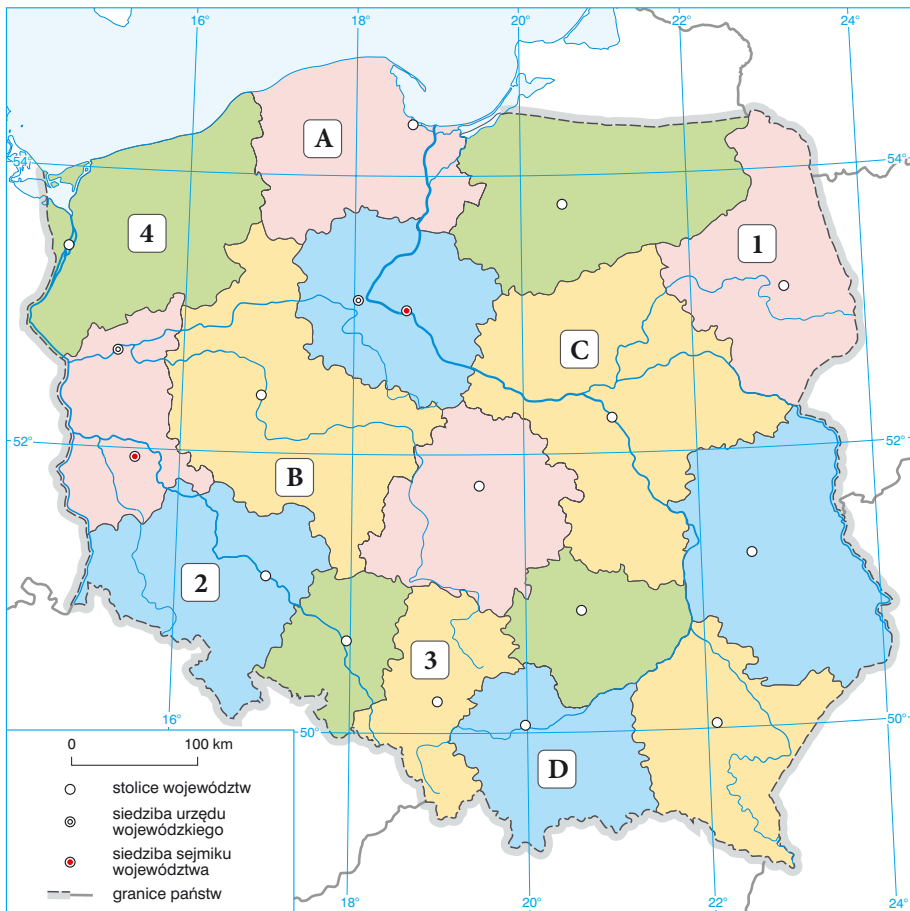 18° 20° 22° 24°
A
54° 54°
4
1
C
52° 52°
B
2
3
16°
50° 50°
D
0 100 km
stolice województw
siedziba urzędu
wojewódzkiego
siedziba sejmiku
województwa
granice państw
18° 20° 22° 24°